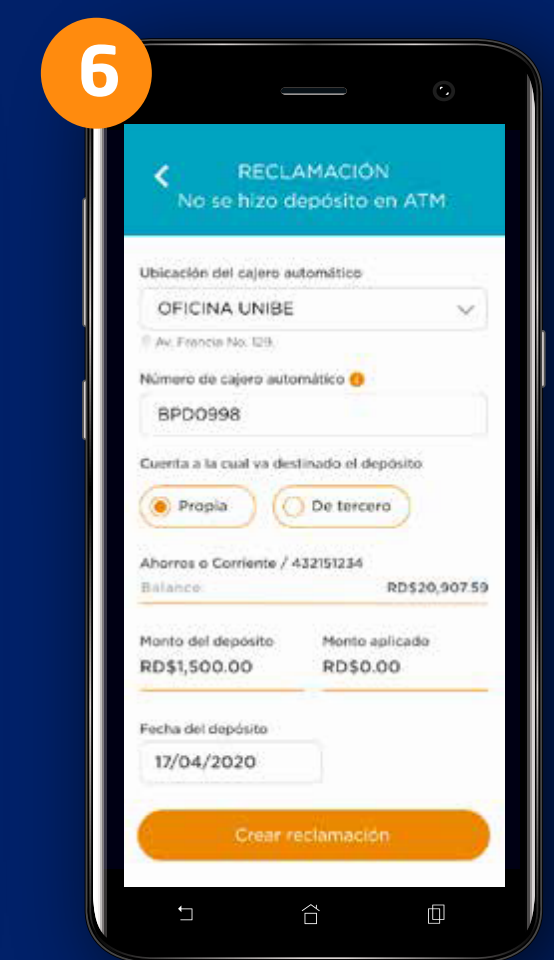 6
RECLAMACIÓN
No se hizo depósito en ATM
Ubicación del cajero automático
OFICINA UNIBE
Av. Francia No. 129.
Número de cajero automático
BPD0998
Cuenta a la cual va destinado el depósito
Propia De tercero
Ahorros o Corriente / 432151234
Balance RD$20,907.59
Monto del depósito Monto aplicado
RD$1,500.00 RD$0.00
Fecha del depósito
17/04/2020
Crear reclamación